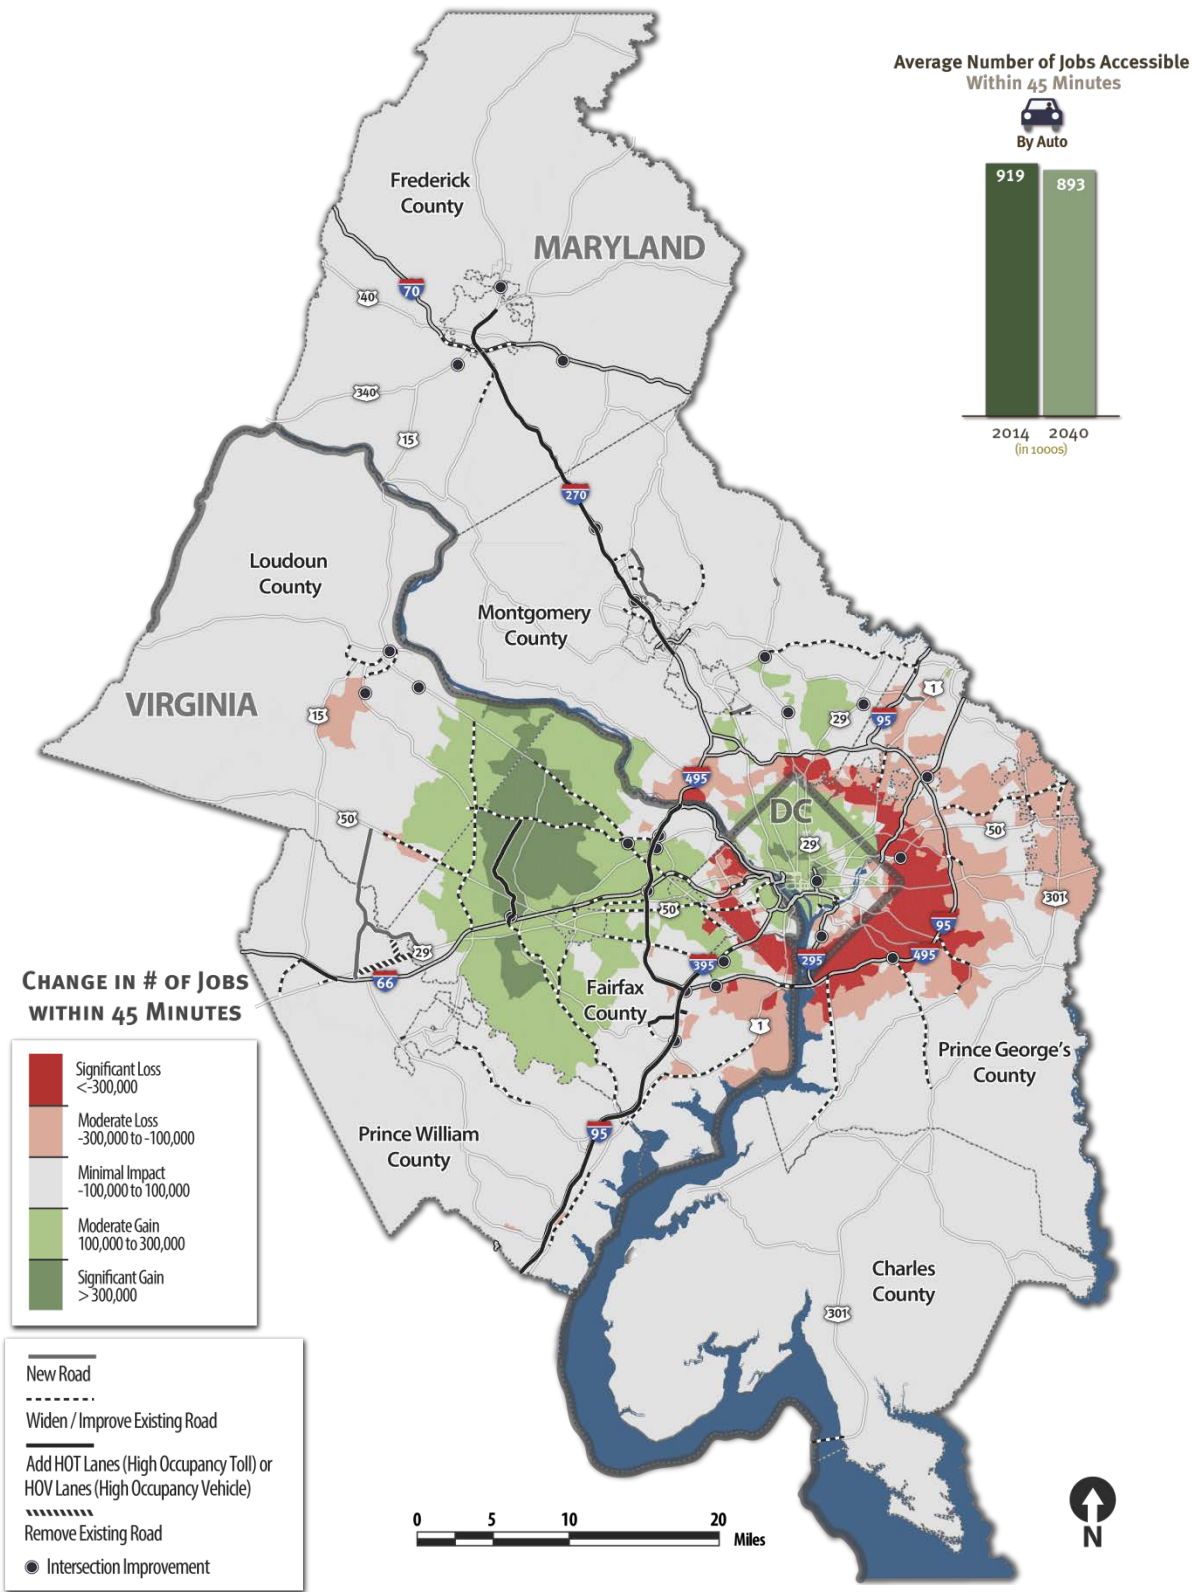 Average Number of Jobs Accessible
Within 45 Minutes
By Auto
919
893
2014
2040
(in 1000s)
Frederick
County
MARYLAND
70
40
340
15
270
Loudoun
County
Montgomery
County
VIRGINIA
15
1
29
95
495
50
DC
29
50
50
301
95
29
395
295
495
66
Fairfax
County
1
Prince George's
County
95
Prince William
County
Charles
County
301
CHANGE IN # OF JOBS
WITHIN 45 MINUTES
Significant Loss
<-300,000
Moderate Loss
-300,000 to -100,000
Minimal Impact
-100,000 to 100,000
Moderate Gain
100,000 to 300,000
Significant Gain
> 300,000
New Road
Widen / Improve Existing Road
Add HOT Lanes (High Occupancy Toll) or
HOV Lanes (High Occupancy Vehicle)
Remove Existing Road
Intersection Improvement
0 5 10 20
Miles
N